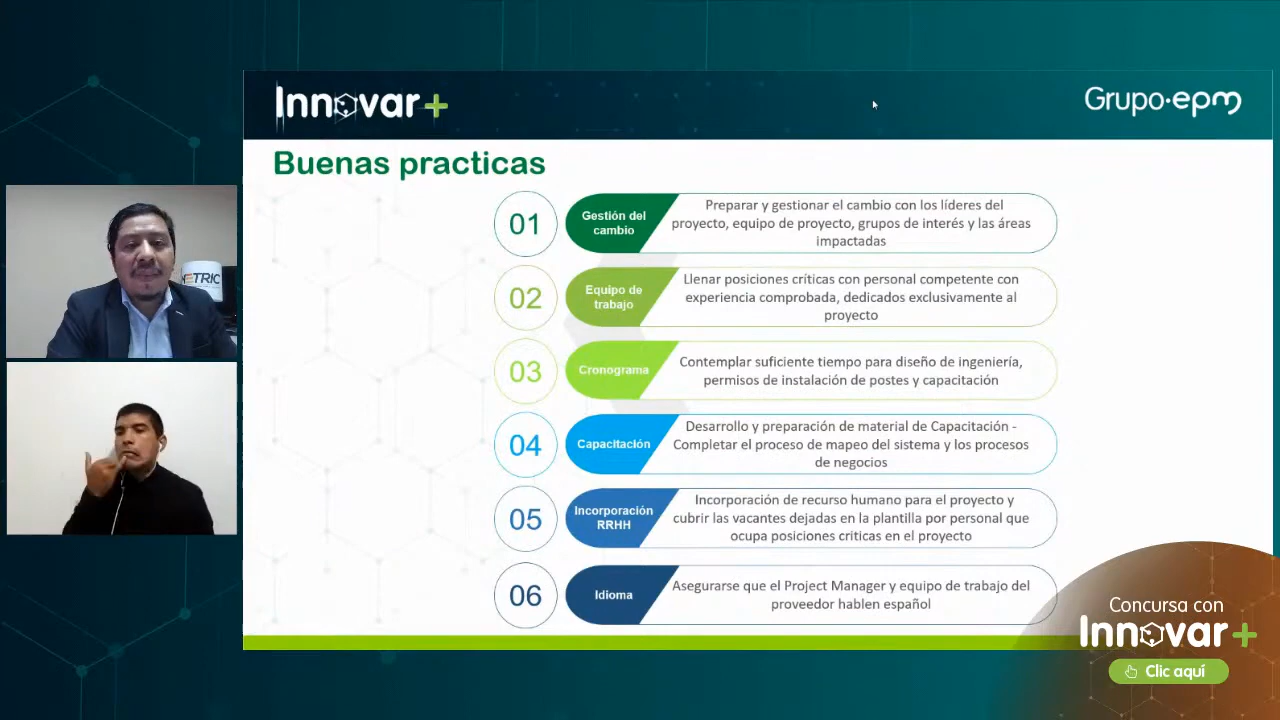 Innovar+
Grupo·epm
Buenas practicas
01
Gestión del
cambio
Preparar y gestionar el cambio con los líderes del
proyecto, equipo de proyecto, grupos de interés y las áreas
impactadas
02
Equipo de
trabajo
Llenar posiciones críticas con personal competente con
experiencia comprobada, dedicados exclusivamente al
proyecto
03
Cronograma
Contemplar suficiente tiempo para diseño de ingeniería,
permisos de instalación de postes y capacitación
04
Capacitación
Desarrollo y preparación de material de Capacitación -
Completar el proceso de mapeo del sistema y los procesos
de negocios
05
Incorporación
RRHH
Incorporación de recurso humano para el proyecto y
cubrir las vacantes dejadas en la plantilla por personal que
ocupa posiciones criticas en el proyecto
06
Idioma
Asegurarse que el Project Manager y equipo de trabajo del
proveedor hablen español
Concursa con
Innovar+
Clic aquí